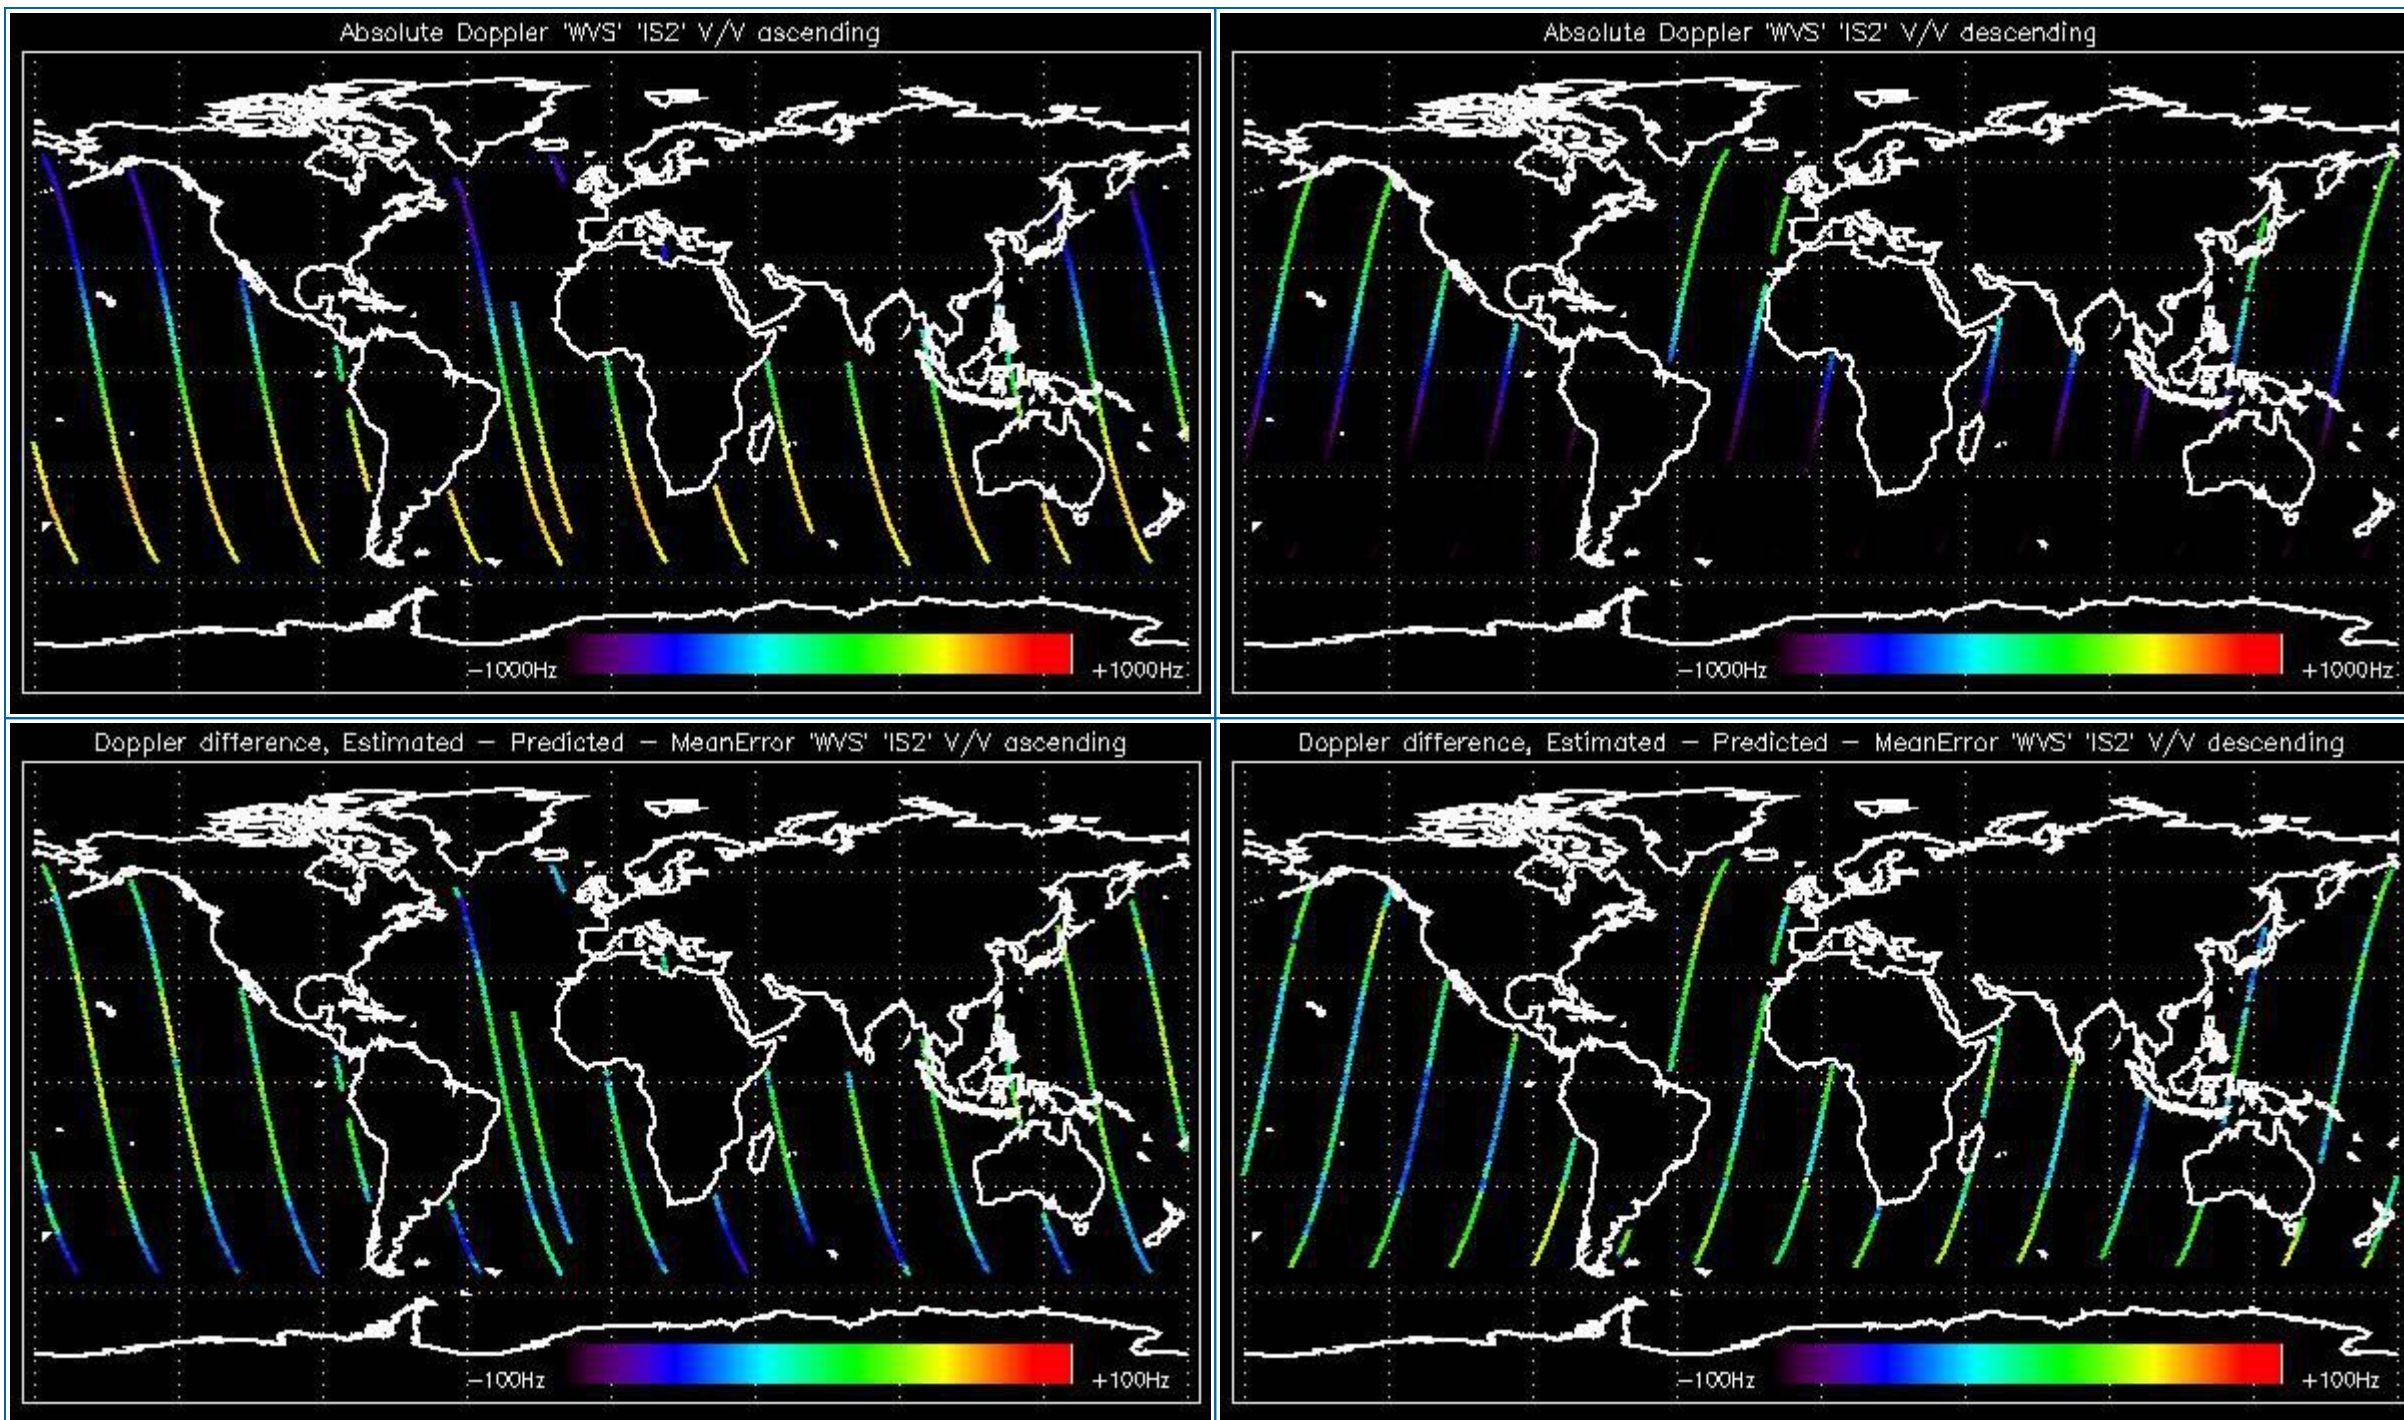 Absolute Doppler 'WVS' 'IS2' V/V ascending
-1000Hz
+1000Hz
Absolute Doppler 'WVS' 'IS2' V/V descending
-1000Hz
+1000Hz
Doppler difference, Estimated - Predicted - MeanError 'WVS' 'IS2' V/V ascending
-100Hz
+100Hz
Doppler difference, Estimated - Predicted - MeanError 'WVS' 'IS2' V/V descending
-100Hz
+100Hz